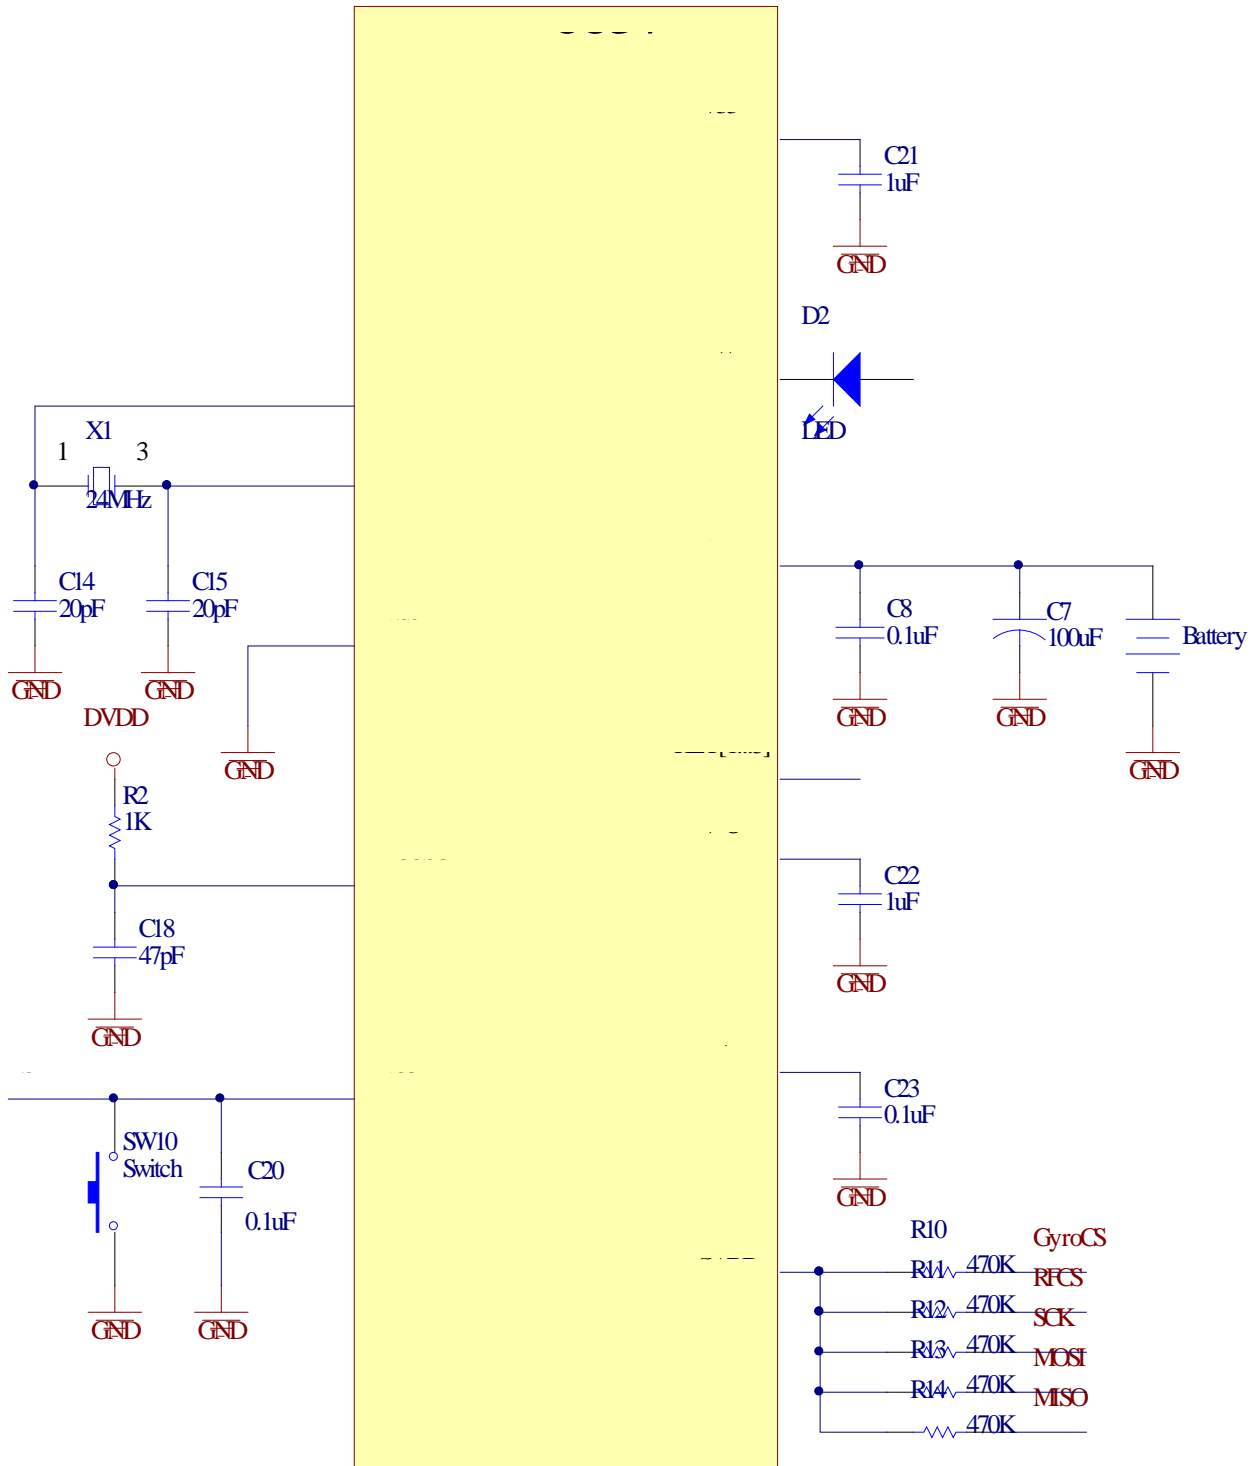 C21
1uF
GND
D2
LED
X1
1 3
24MHz
C14
20pF
C15
20pF
GND
GND
C8
0.1uF
C7
100uF
Battery
GND
GND
GND
DVDD
GND
R2
1K
C22
1uF
C18
47pF
GND
GND
C23
0.1uF
SW10
Switch
C20
0.1uF
GND
GND
GND
R10
GyroCS
470K
R11
RFCS
470K
R12
SCK
470K
R13
MOSI
470K
R14
MISO
470K